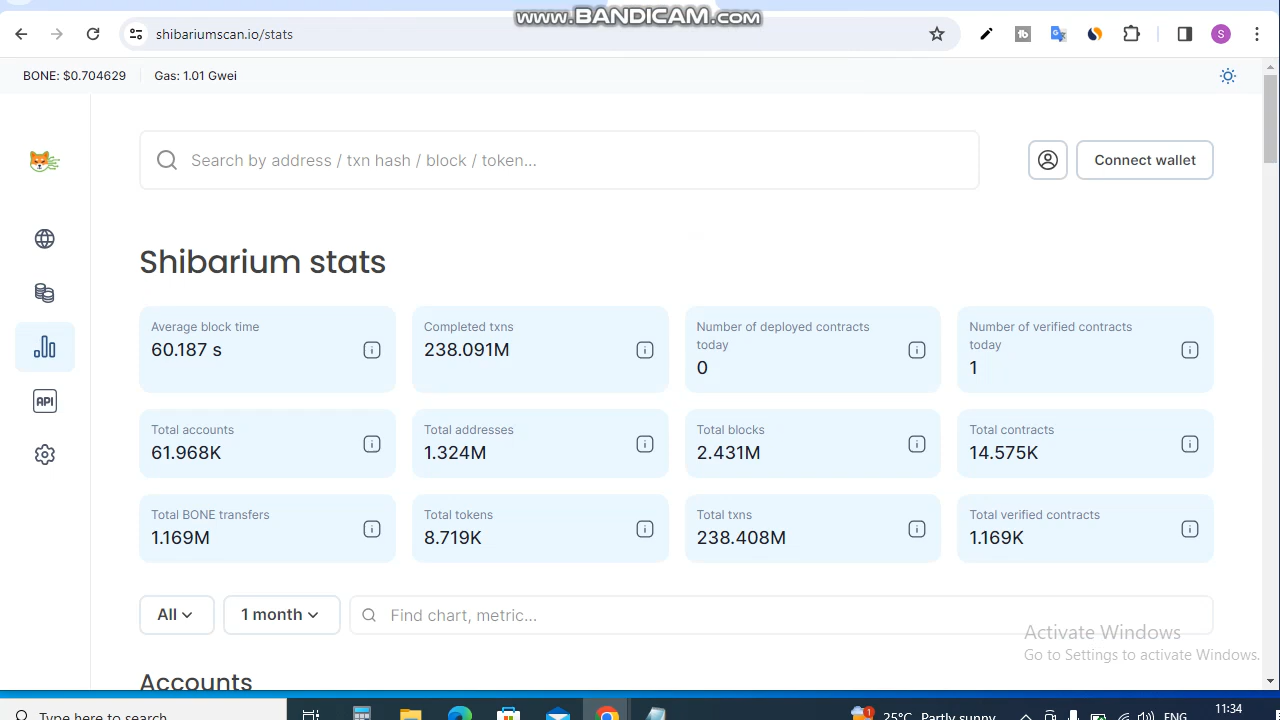 www.BANDICAM.com
shibariumscan.io/stats
BONE: $0.704629 Gas: 1.01 Gwei
Search by address / txn hash / block / token...
Connect wallet
Shibarium stats
Average block time
60.187 s
Completed txns
238.091M
Number of deployed contracts
today
0
Number of verified contracts
today
1
Total accounts
61.968K
Total addresses
1.324M
Total blocks
2.431M
Total contracts
14.575K
Total BONE transfers
1.169M
Total tokens
8.719K
Total txns
238.408M
Total verified contracts
1.169K
API
All
1 month
Find chart, metric...
Accounts
Activate Windows
Go to Settings to activate Windows.
Type here to search
1
25°C Partly sunny
ENG
11:34
S
tb